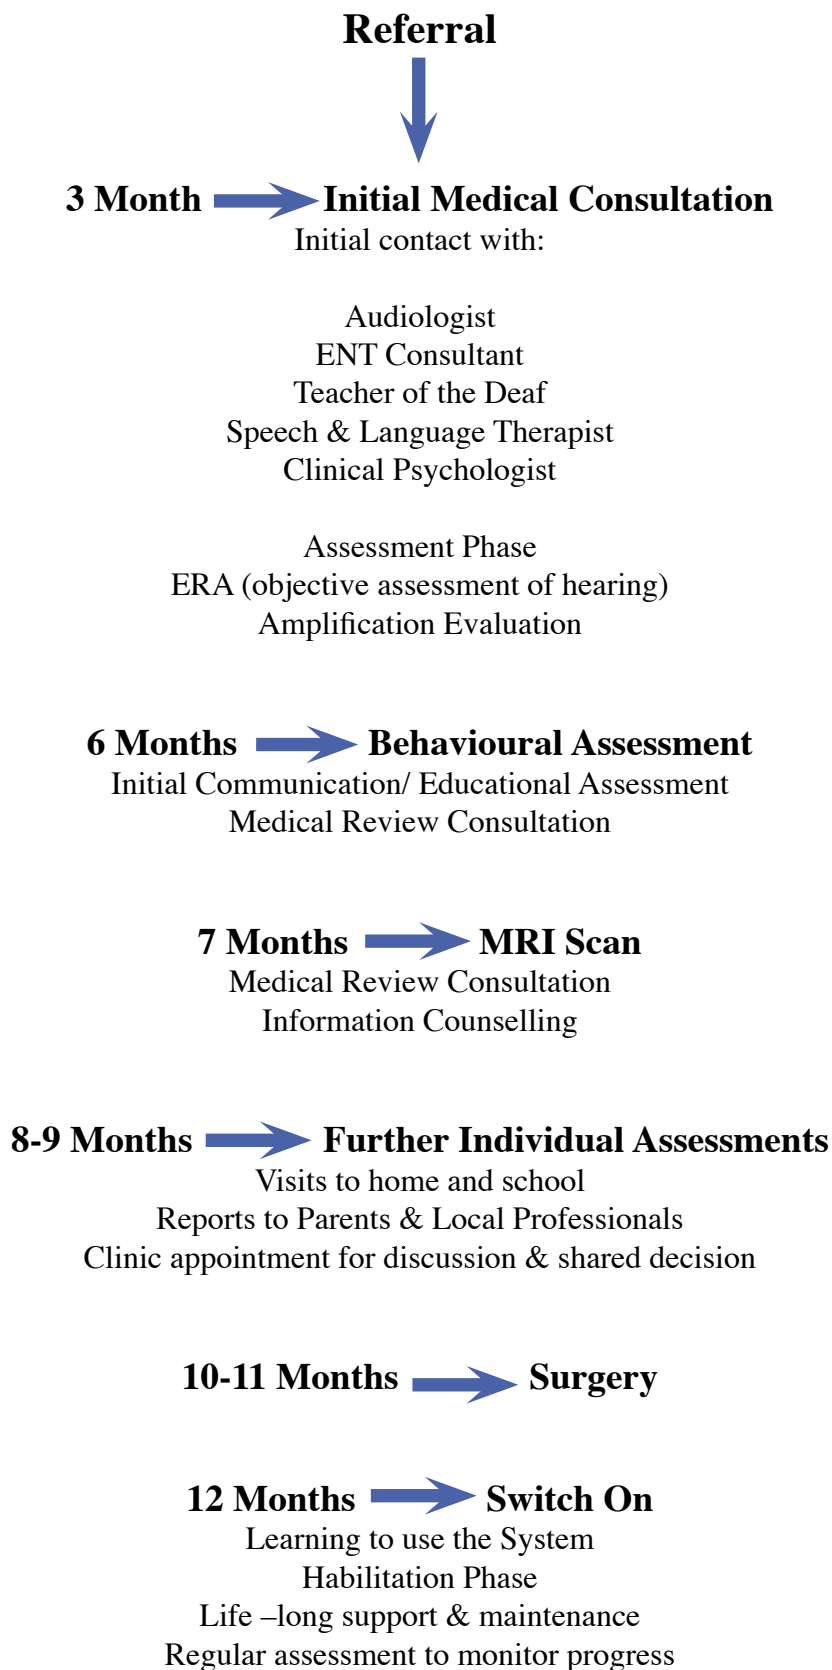 Referral
3 Month Initial Medical Consultation
Initial contact with:
Audiologist
ENT Consultant
Teacher of the Deaf
Speech & Language Therapist
Clinical Psychologist
Assessment Phase
ERA (objective assessment of hearing)
Amplification Evaluation
6 Months Behavioural Assessment
Initial Communication/ Educational Assessment
Medical Review Consultation
7 Months MRI Scan
Medical Review Consultation
Information Counselling
8-9 Months Further Individual Assessments
Visits to home and school
Reports to Parents & Local Professionals
Clinic appointment for discussion & shared decision
10-11 Months Surgery
12 Months Switch On
Learning to use the System
Habilitation Phase
Life –long support & maintenance
Regular assessment to monitor progress